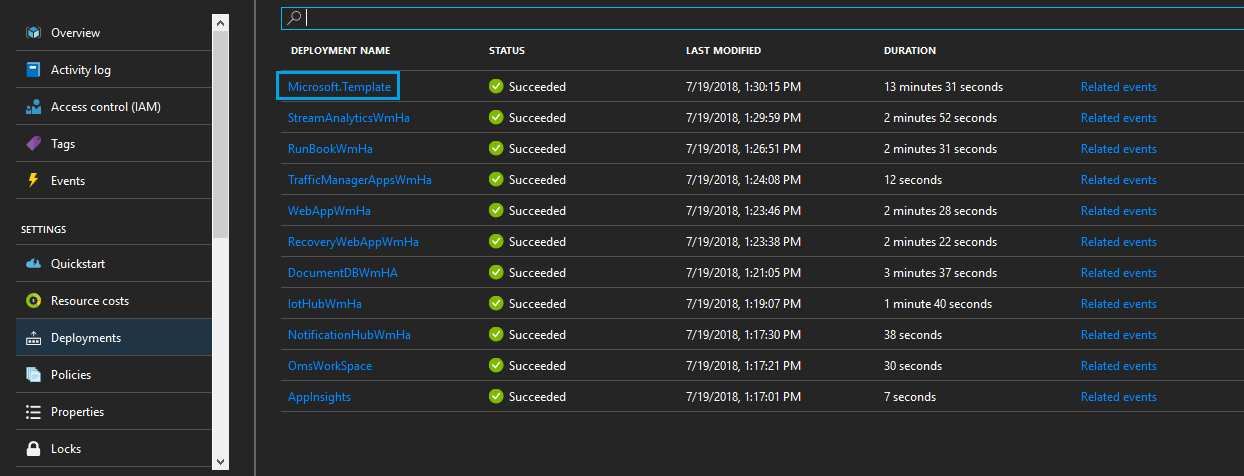 Overview
Activity log
Access control (IAM)
Tags
Events
SETTINGS
Quickstart
Resource costs
Deployments
Policies
Properties
Locks
DEPLOYMENT NAME STATUS LAST MODIFIED DURATION
Microsoft.Template Succeeded 7/19/2018, 1:30:15 PM 13 minutes 31 seconds Related events
StreamAnalyticsWmHa Succeeded 7/19/2018, 1:29:59 PM 2 minutes 52 seconds Related events
RunBookWmHa Succeeded 7/19/2018, 1:26:51 PM 2 minutes 31 seconds Related events
TrafficManagerAppsWmHa Succeeded 7/19/2018, 1:24:08 PM 12 seconds Related events
WebAppWmHa Succeeded 7/19/2018, 1:23:46 PM 2 minutes 28 seconds Related events
RecoveryWebAppWmHa Succeeded 7/19/2018, 1:23:38 PM 2 minutes 22 seconds Related events
DocumentDBWmHA Succeeded 7/19/2018, 1:21:05 PM 3 minutes 37 seconds Related events
IotHubWmHa Succeeded 7/19/2018, 1:19:07 PM 1 minute 40 seconds Related events
NotificationHubWmHa Succeeded 7/19/2018, 1:17:30 PM 38 seconds Related events
OmsWorkSpace Succeeded 7/19/2018, 1:17:21 PM 30 seconds Related events
AppInsights Succeeded 7/19/2018, 1:17:01 PM 7 seconds Related events